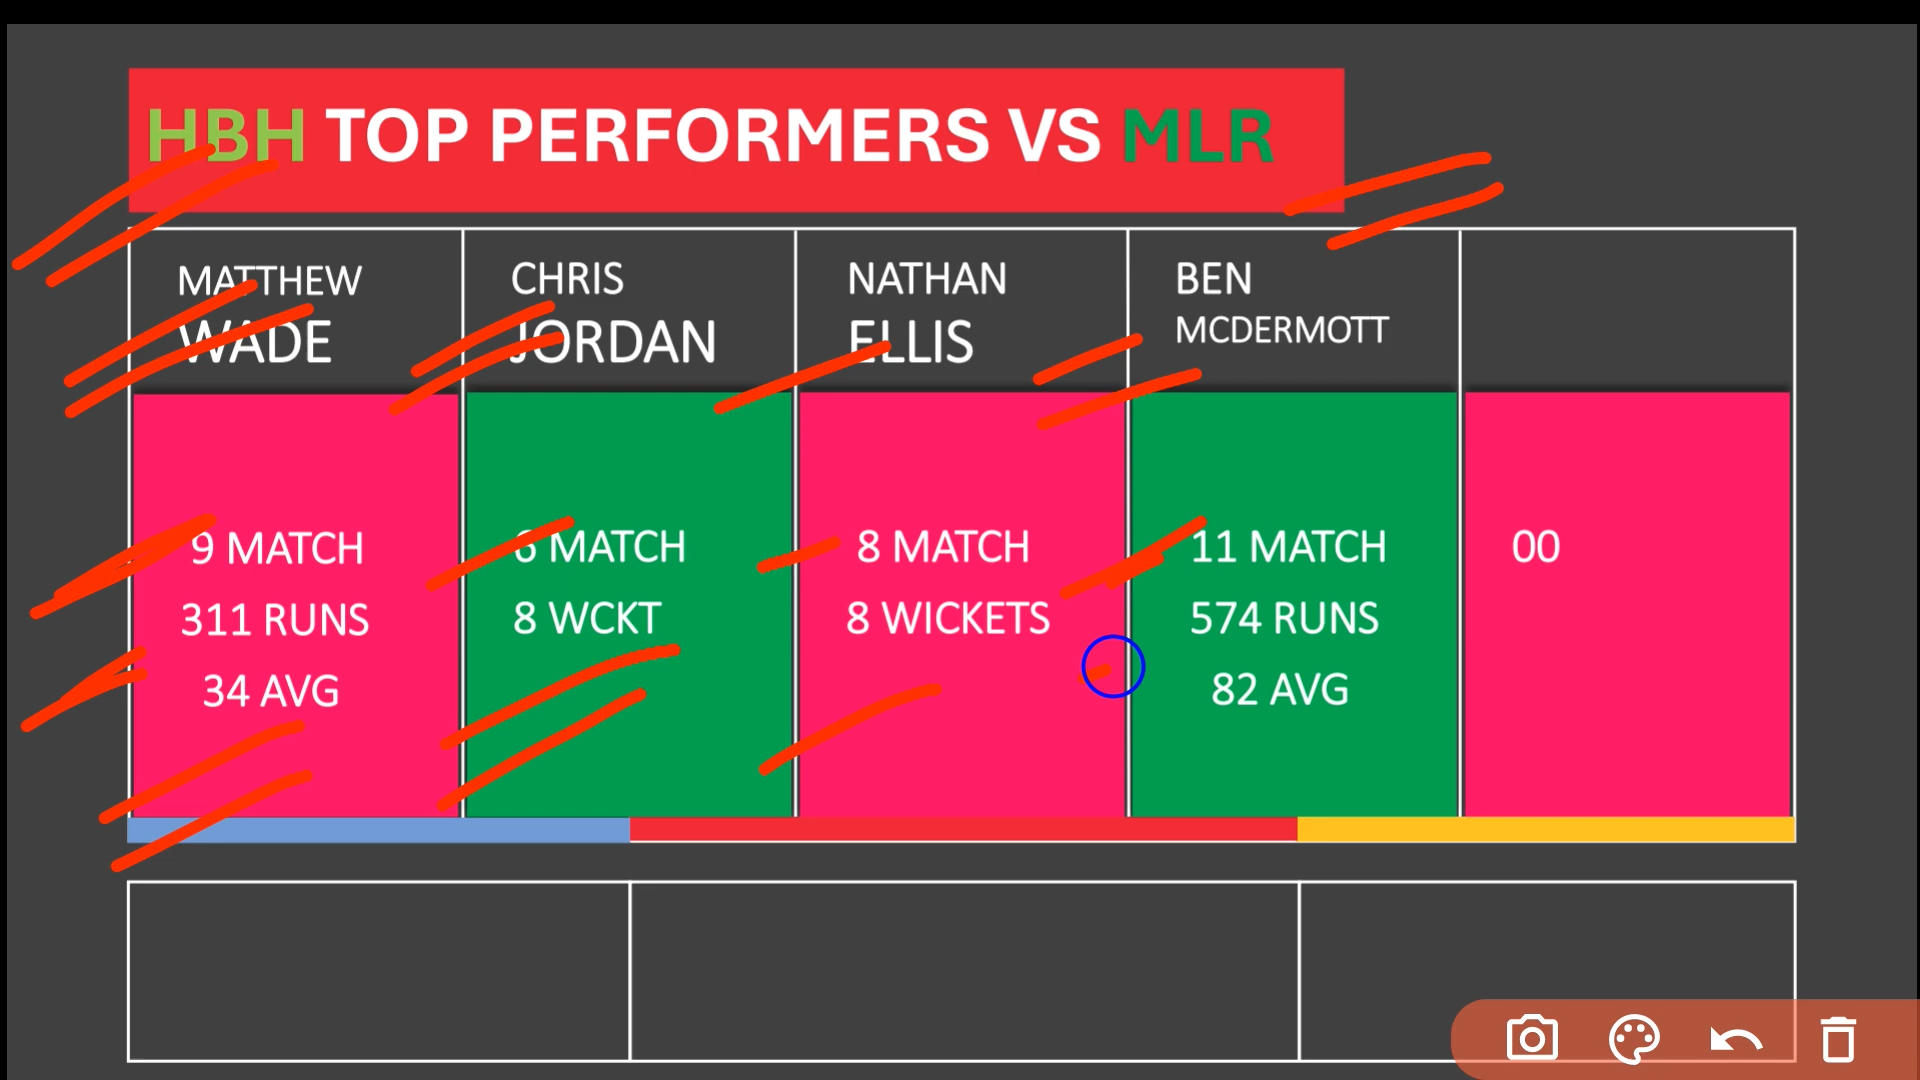 HBH TOP PERFORMERS VS MLR
MATTHEW
WADE
CHRIS
JORDAN
NATHAN
ELLIS
BEN
MCDERMOTT
9 MATCH
311 RUNS
34 AVG
6 MATCH
8 WCKT
8 MATCH
8 WICKETS
11 MATCH
574 RUNS
82 AVG
00